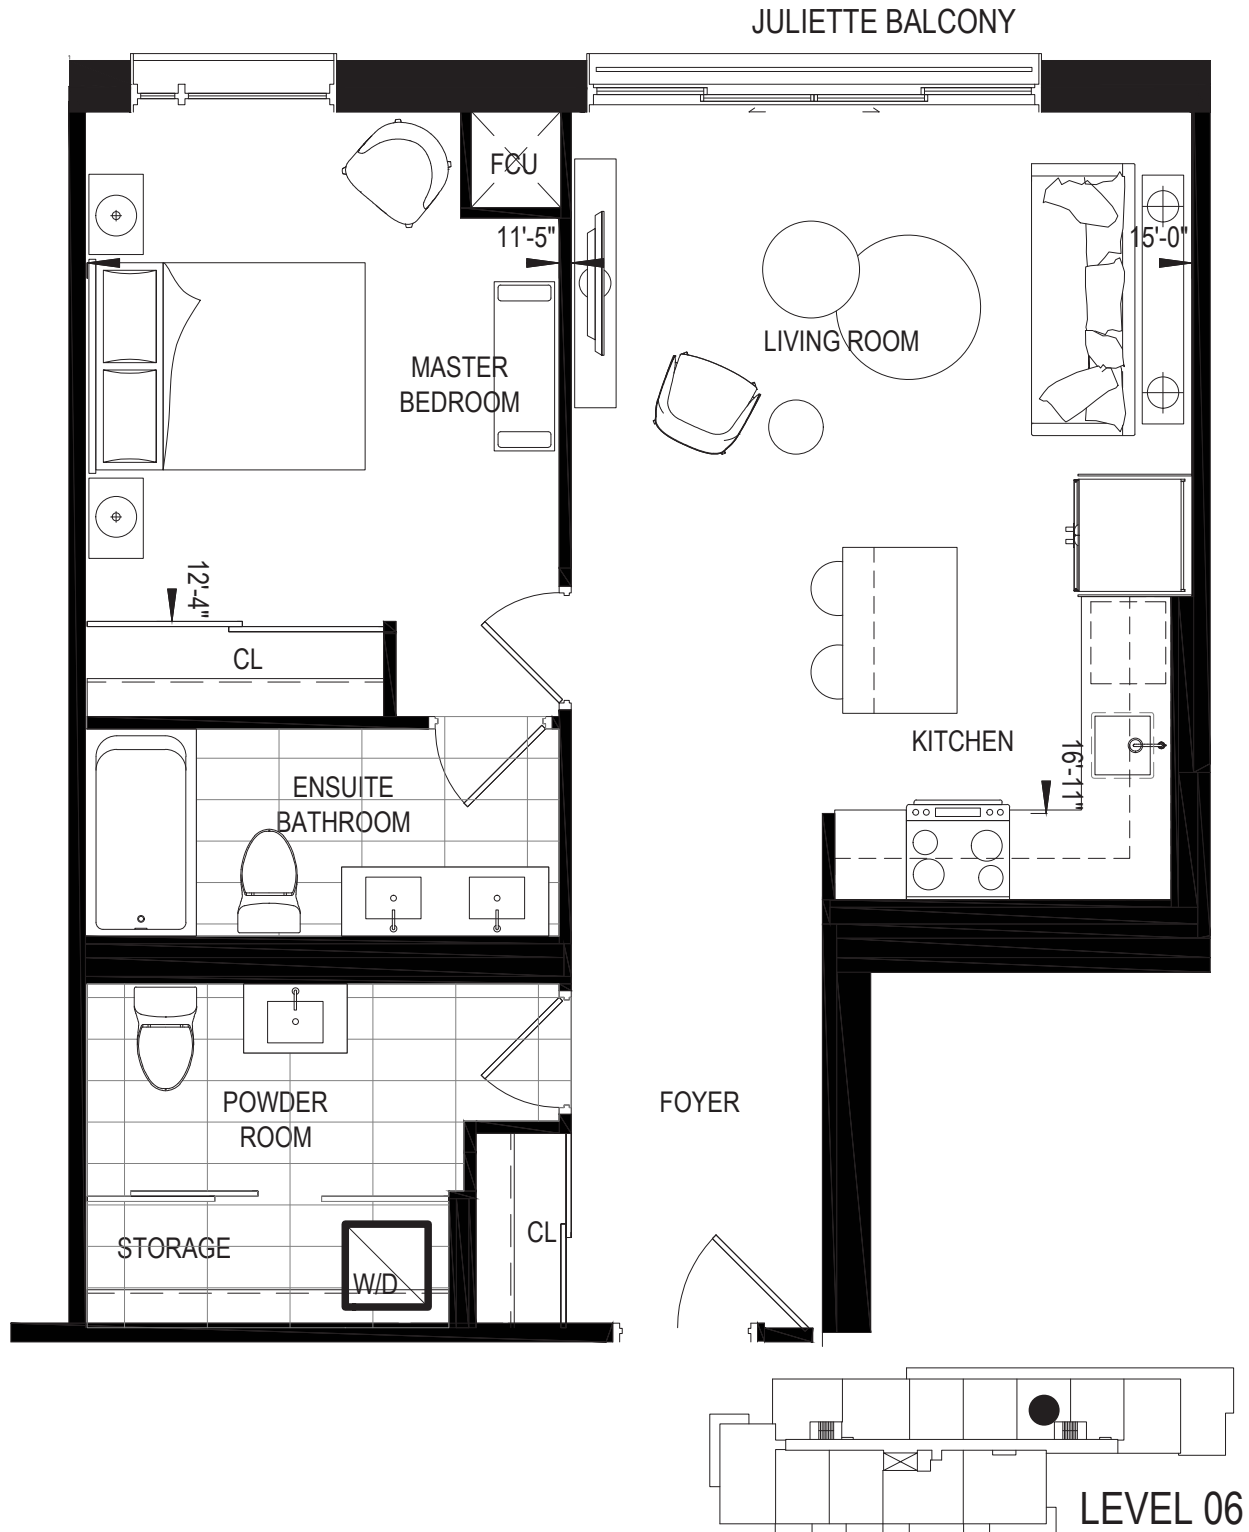 JULIETTE BALCONY
FCU
11'-5"
15'-0"
LIVING ROOM
MASTER
BEDROOM
12'-4"
CL
KITCHEN
16'-11"
ENSUITE
BATHROOM
POWDER
ROOM
FOYER
CL
STORAGE
W/D
LEVEL 06